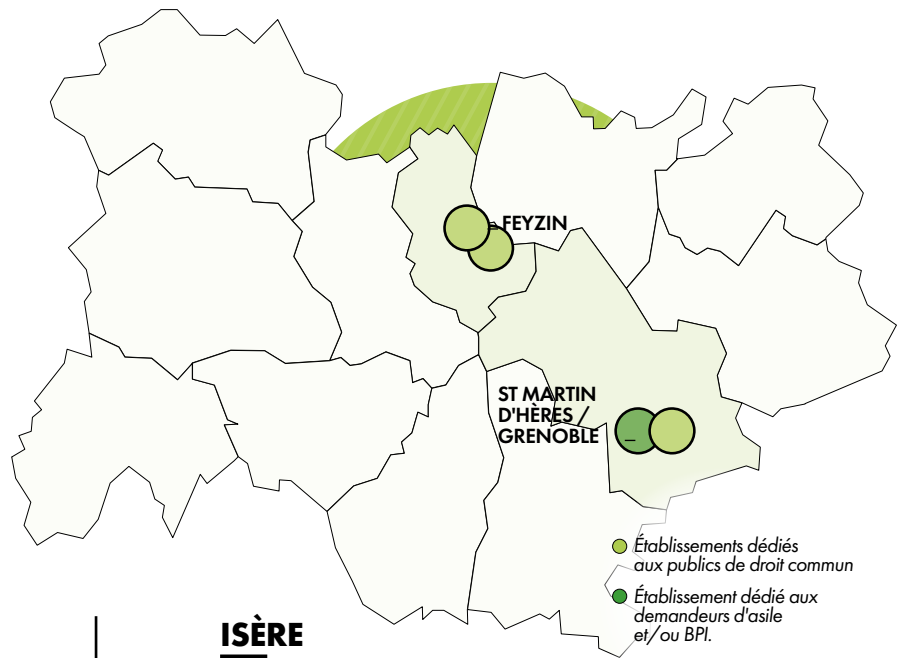 FEYZIN
ST MARTIN
D'HÈRES /
GRENOBLE
Établissements dédiés
aux publics de droit commun
Établissement dédié aux
demandeurs d'asile
et/ou BPI.
ISÈRE